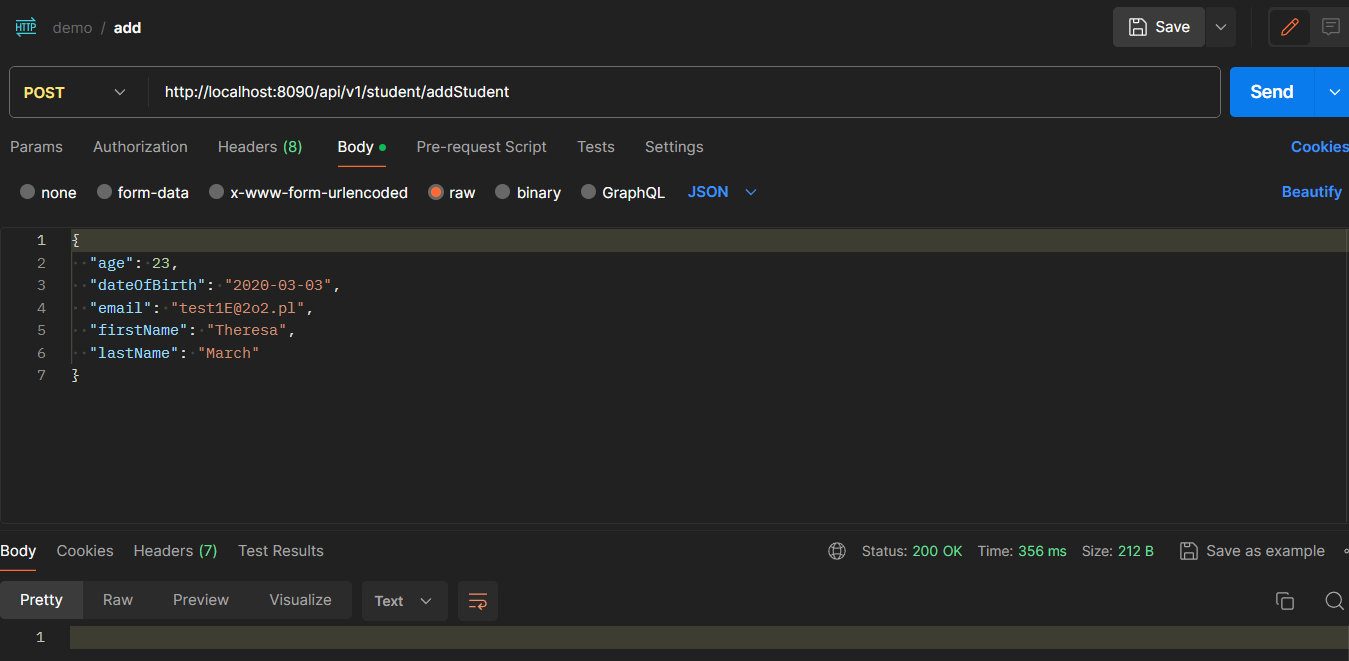 HTTP demo / add Save
POST http://localhost:8090/api/v1/student/addStudent Send
Params Authorization Headers (8) Body Pre-request Script Tests Settings Cookies
none form-data x-www-form-urlencoded raw binary GraphQL JSON Beautify
1 {
2 "age": 23,
3 "dateOfBirth": "2020-03-03",
4 "email": "test1E@2o2.pl",
5 "firstName": "Theresa",
6 "lastName": "March"
7 }
Body Cookies Headers (7) Test Results Status: 200 OK Time: 356 ms Size: 212 B Save as example
Pretty Raw Preview Visualize Text
1